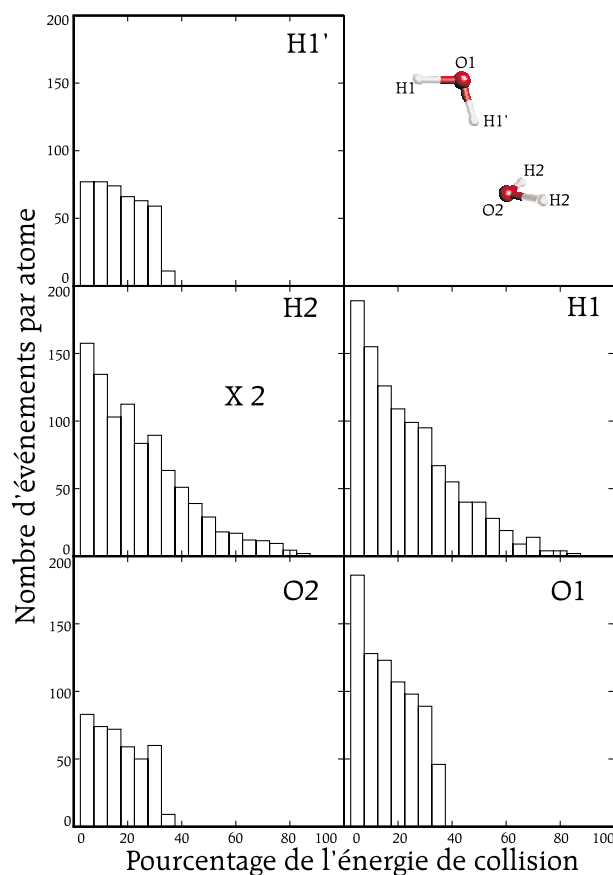 200
150
100
50
0
H1'
O1
H1
H1'
H2
H2
O2
200
150
100
50
0
H2
X 2
H1
200
150
100
50
0
O2
O1
0 20 40 60 80 100
0 20 40 60 80 100
Nombre d'événements par atome
Pourcentage de l'énergie de collision